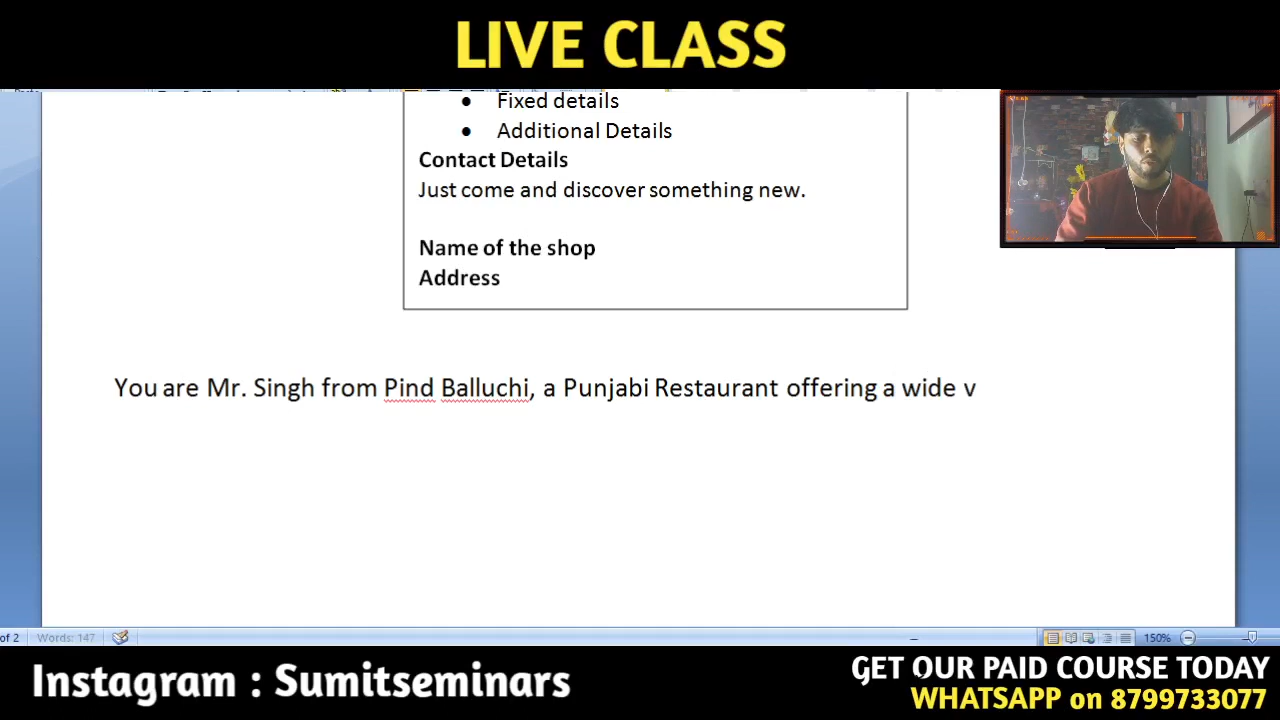 LIVE CLASS
• Fixed details
• Additional Details
Contact Details
Just come and discover something new.
Name of the shop
Address
You are Mr. Singh from Pind Balluchi, a Punjabi Restaurant offering a wide v
of 2 Words: 147 150%
Instagram : Sumitseminars
GET OUR PAID COURSE TODAY
WHATSAPP on 8799733077